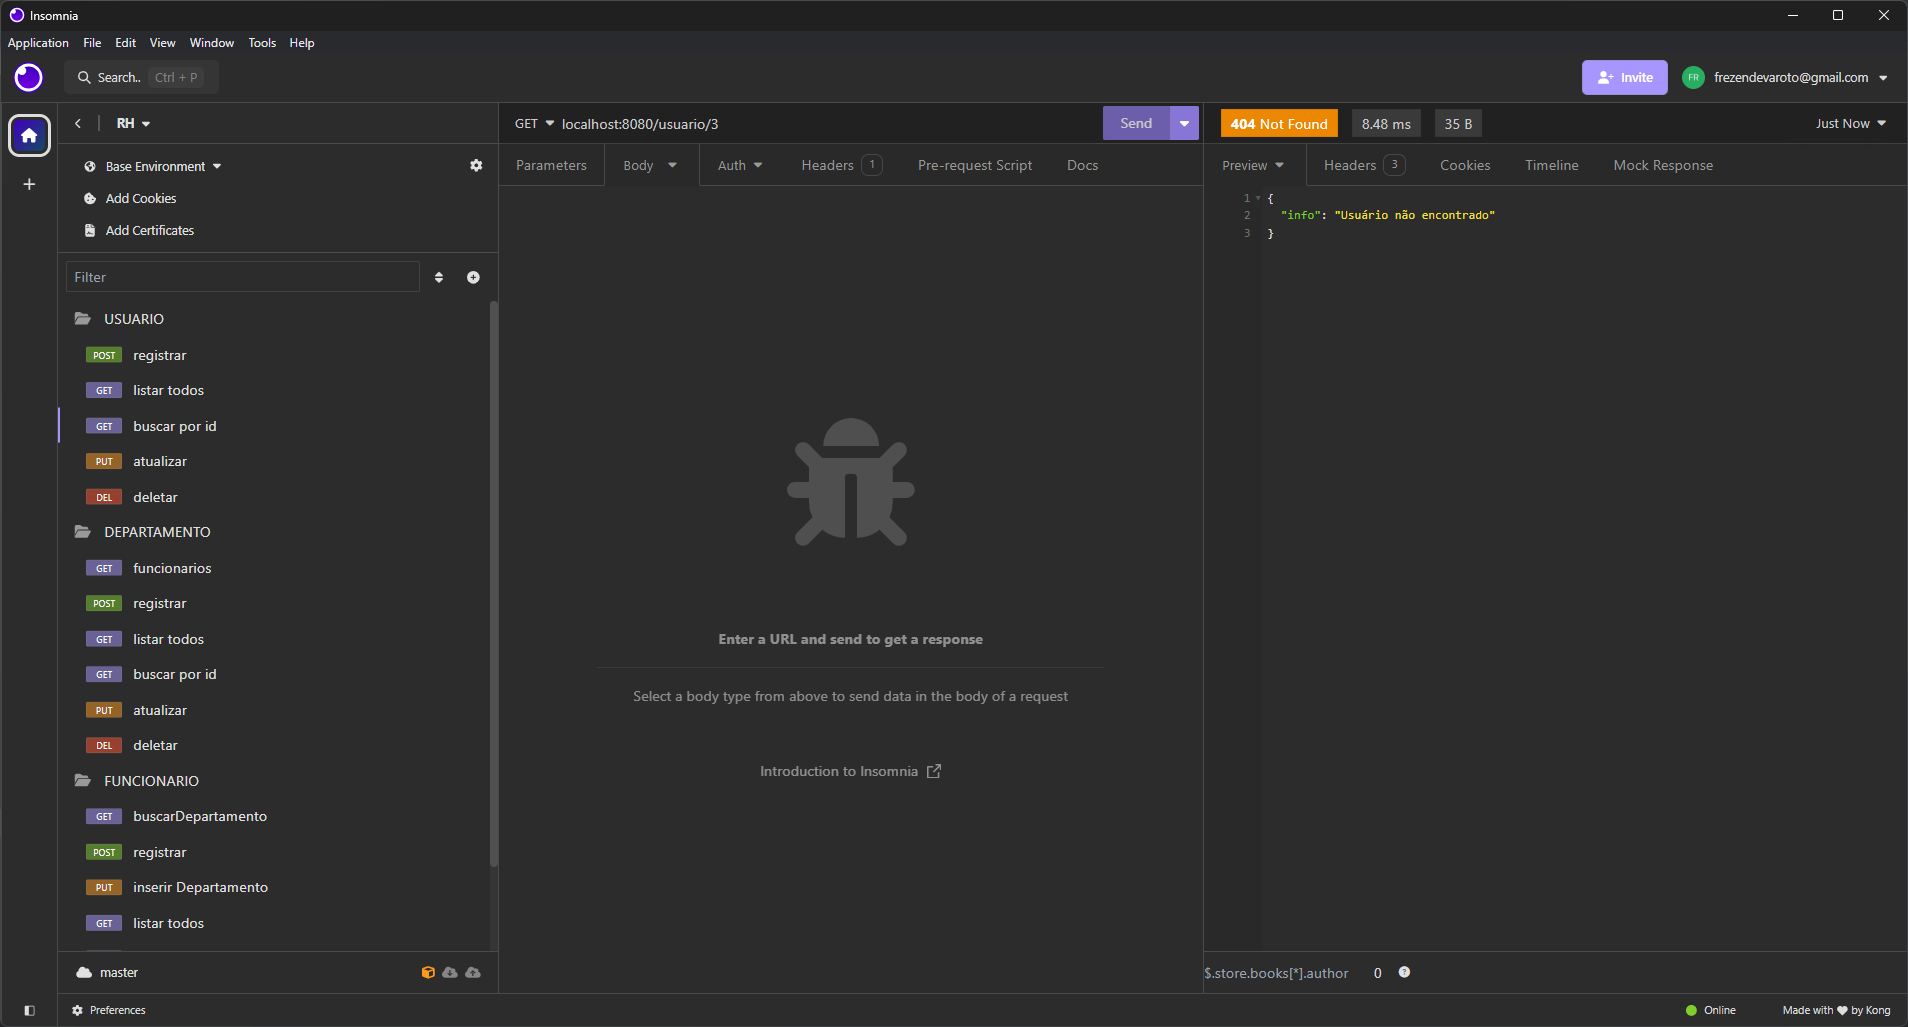 Insomnia
Application File Edit View Window Tools Help
Search.. Ctrl + P
Invite
FR
frezendevaroto@gmail.com
RH
Base Environment
Add Cookies
Add Certificates
Filter
USUARIO
POST registrar
GET listar todos
GET buscar por id
PUT atualizar
DEL deletar
DEPARTAMENTO
GET funcionarios
POST registrar
GET listar todos
GET buscar por id
PUT atualizar
DEL deletar
FUNCIONARIO
GET buscarDepartamento
POST registrar
PUT inserir Departamento
GET listar todos
master
GET localhost:8080/usuario/3 Send
Parameters Body Auth Headers 1 Pre-request Script Docs
Enter a URL and send to get a response
Select a body type from above to send data in the body of a request
Introduction to Insomnia
404 Not Found 8.48 ms 35 B Just Now
Preview Headers 3 Cookies Timeline Mock Response
1 {
2 "info": "Usuário não encontrado"
3 }
$.store.books[*].author 0 ?
Preferences
Online Made with ♥ by Kong